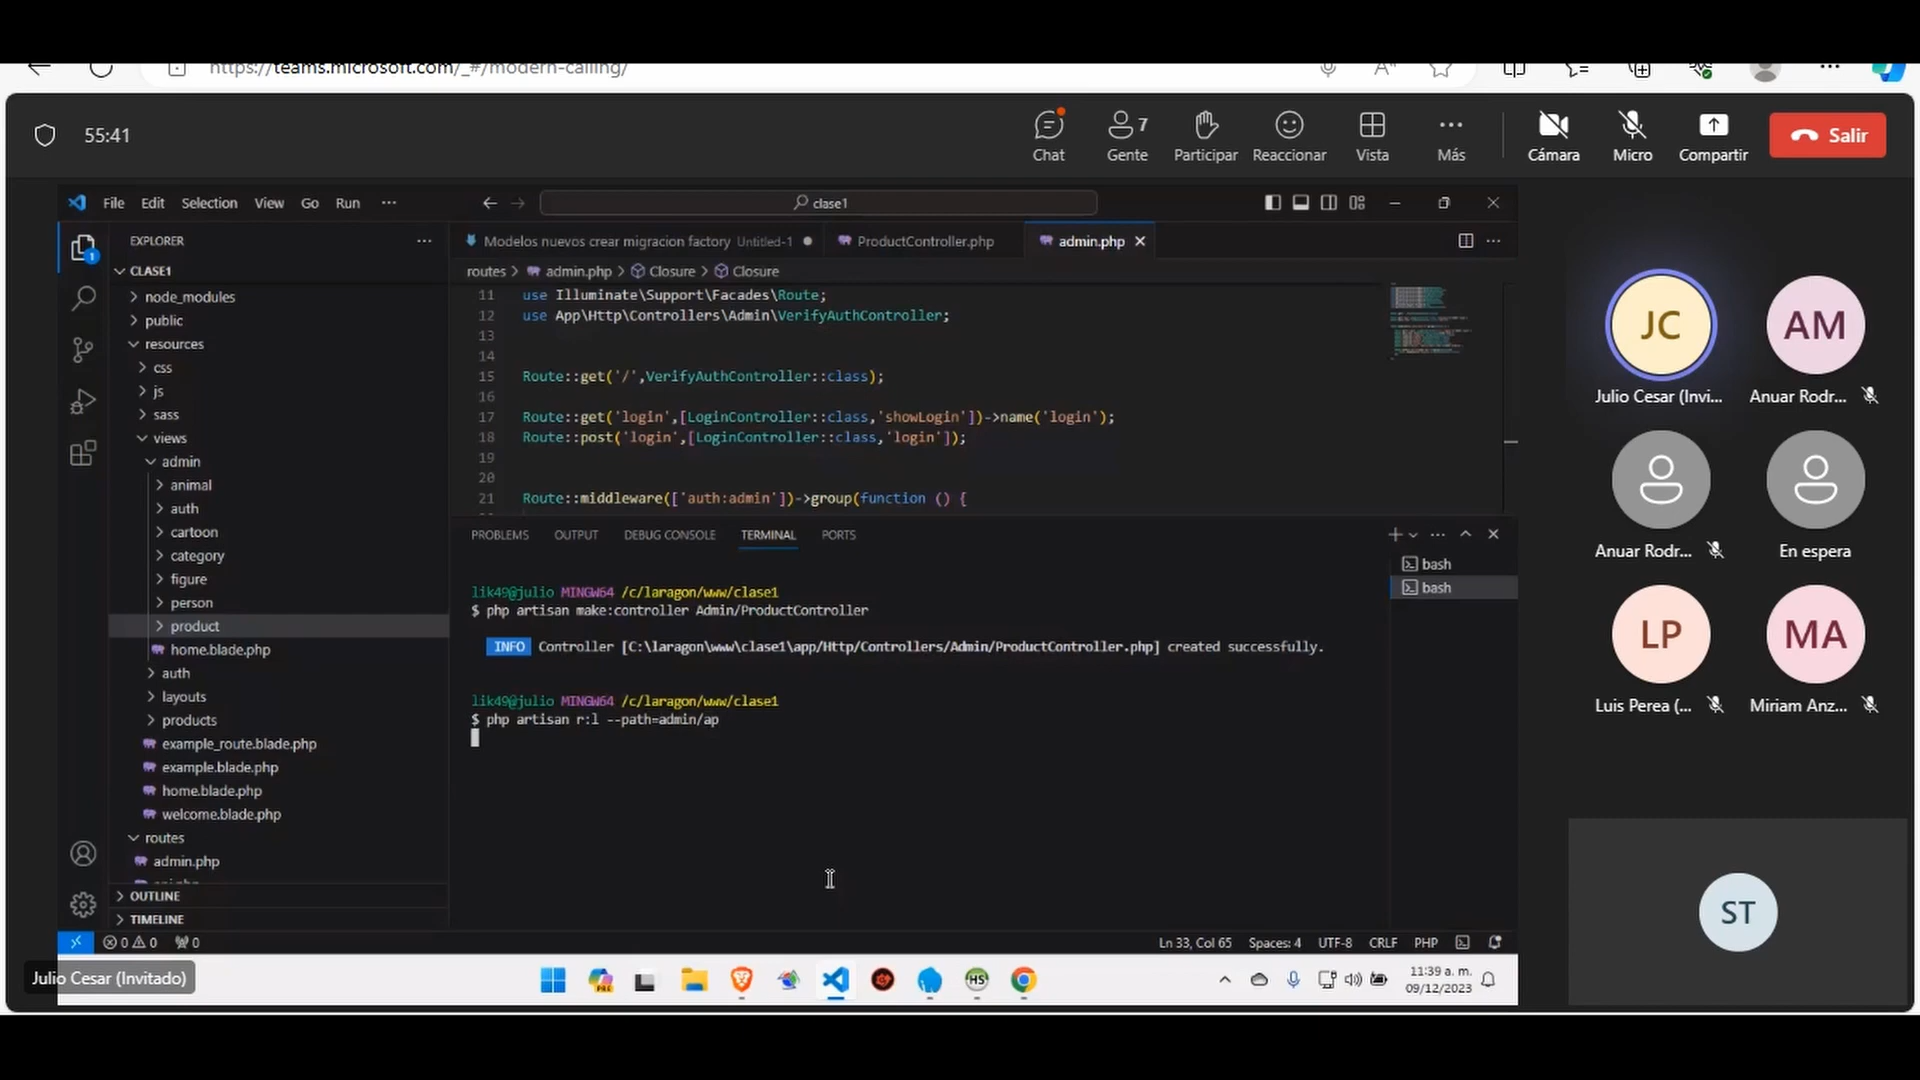 https://teams.microsoft.com/_#/modern-calling/
55:41
Chat
7
Gente
Participar
Reaccionar
Vista
Más
Cámara
Micro
Compartir
Salir
File Edit Selection View Go Run
clase1
EXPLORER
CLASE1
node_modules
public
resources
css
js
sass
views
admin
animal
auth
cartoon
category
figure
person
product
home.blade.php
auth
layouts
products
example_route.blade.php
example.blade.php
home.blade.php
welcome.blade.php
routes
admin.php
OUTLINE
TIMELINE
Modelos nuevos crear migracion factory Untitled-1
ProductController.php
admin.php
routes > admin.php > Closure > Closure
11 use Illuminate\Support\Facades\Route;
12 use App\Http\Controllers\Admin\VerifyAuthController;
13
14
15 Route::get('/',VerifyAuthController::class);
16
17 Route::get('login',[LoginController::class,'showLogin'])->name('login');
18 Route::post('login',[LoginController::class,'login']);
19
20
21 Route::middleware(['auth:admin'])->group(function () {
PROBLEMS OUTPUT DEBUG CONSOLE TERMINAL PORTS
bash
bash
lik49@julio MINGW64 /c/laragon/www/clase1
$ php artisan make:controller Admin/ProductController
INFO Controller [C:\laragon\www\clase1\app/Http/Controllers/Admin/ProductController.php] created successfully.
lik49@julio MINGW64 /c/laragon/www/clase1
$ php artisan r:l --path=admin/ap
1
0 0 0
Ln 33, Col 65 Spaces: 4 UTF-8 CRLF PHP
Julio Cesar (Invitado)
PRE
HS
11:39 a. m.
09/12/2023
JC
Julio Cesar (Invi...
AM
Anuar Rodr...
Anuar Rodr...
En espera
LP
Luis Perea (...
MA
Miriam Anz...
ST